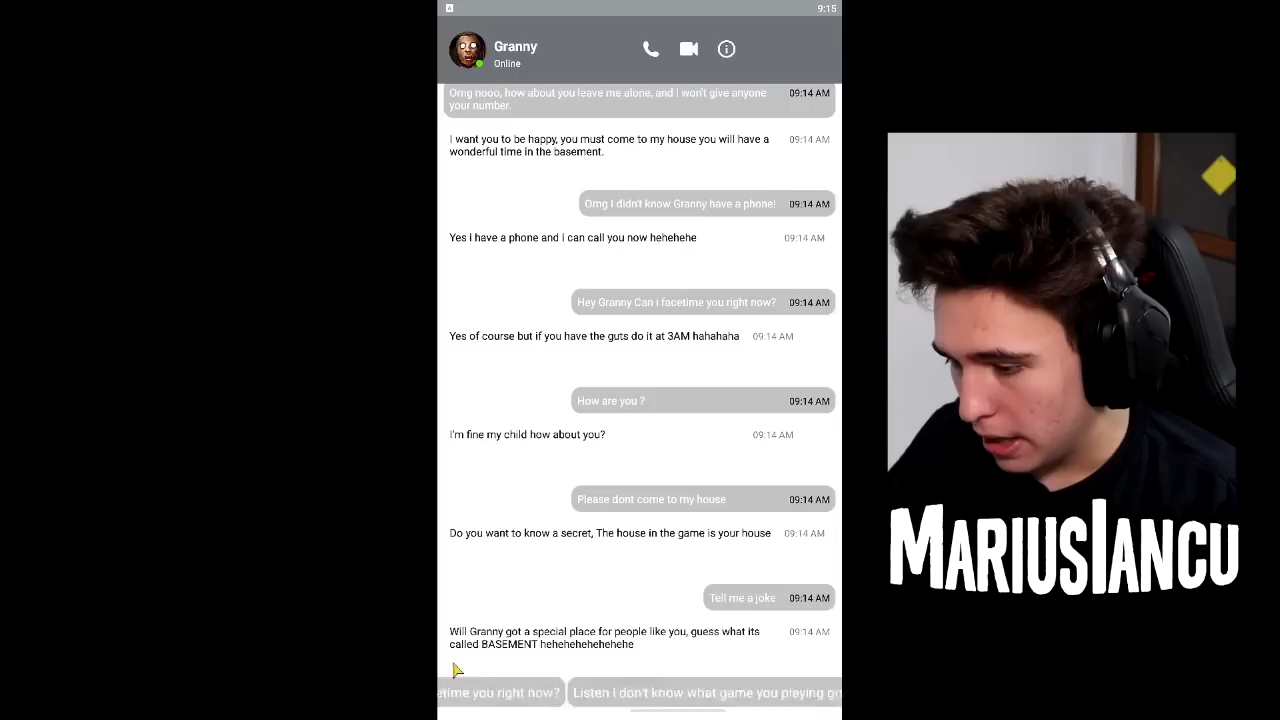 9:15
Granny
Online
Omg nooo, how about you leave me alone, and I won't give anyone
your number.
09:14 AM
I want you to be happy, you must come to my house you will have a
wonderful time in the basement.
09:14 AM
Omg I didn't know Granny have a phone! 09:14 AM
Yes i have a phone and i can call you now hehehehe 09:14 AM
Hey Granny Can i facetime you right now? 09:14 AM
Yes of course but if you have the guts do it at 3AM hahahaha 09:14 AM
How are you ? 09:14 AM
I'm fine my child how about you? 09:14 AM
Please dont come to my house 09:14 AM
Do you want to know a secret, The house in the game is your house 09:14 AM
Tell me a joke 09:14 AM
Will Granny got a special place for people like you, guess what its
called BASEMENT hehehehehehehehe
09:14 AM
etime you right now? Listen i don't know what game you playing gr
MARIUSIANCU